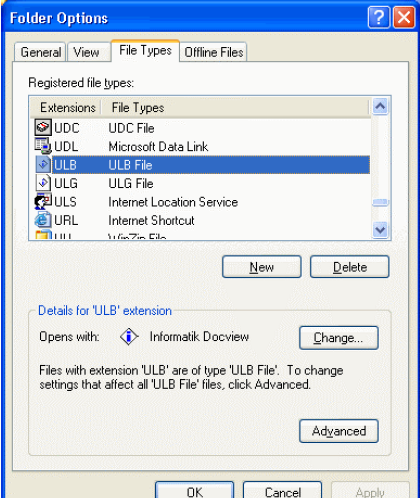 Folder Options
General View File Types Offline Files
Registered file types:
Extensions File Types
UDC UDC File
UDL Microsoft Data Link
ULB ULB File
ULG ULG File
ULS Internet Location Service
URL Internet Shortcut
UU WinZip File
New Delete
Details for 'ULB' extension
Opens with: Informatik Docview Change...
Files with extension 'ULB' are of type 'ULB File'. To change
settings that affect all 'ULB File' files, click Advanced.
Advanced
OK Cancel Apply